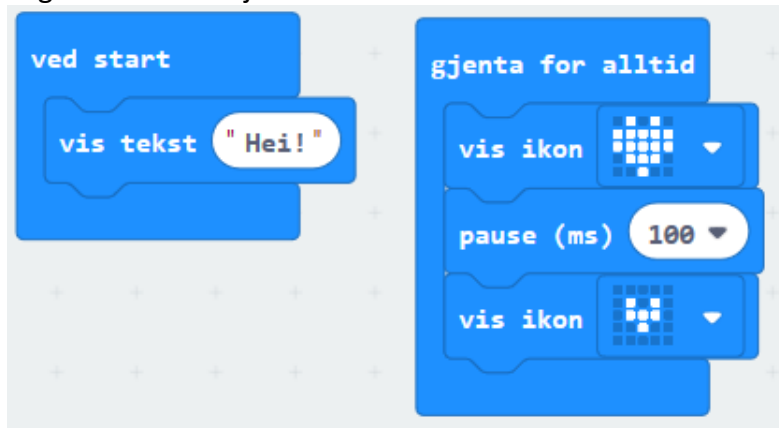 ved start
vis tekst "Hei!"
gjenta for alltid
vis ikon
pause (ms) 100
vis ikon